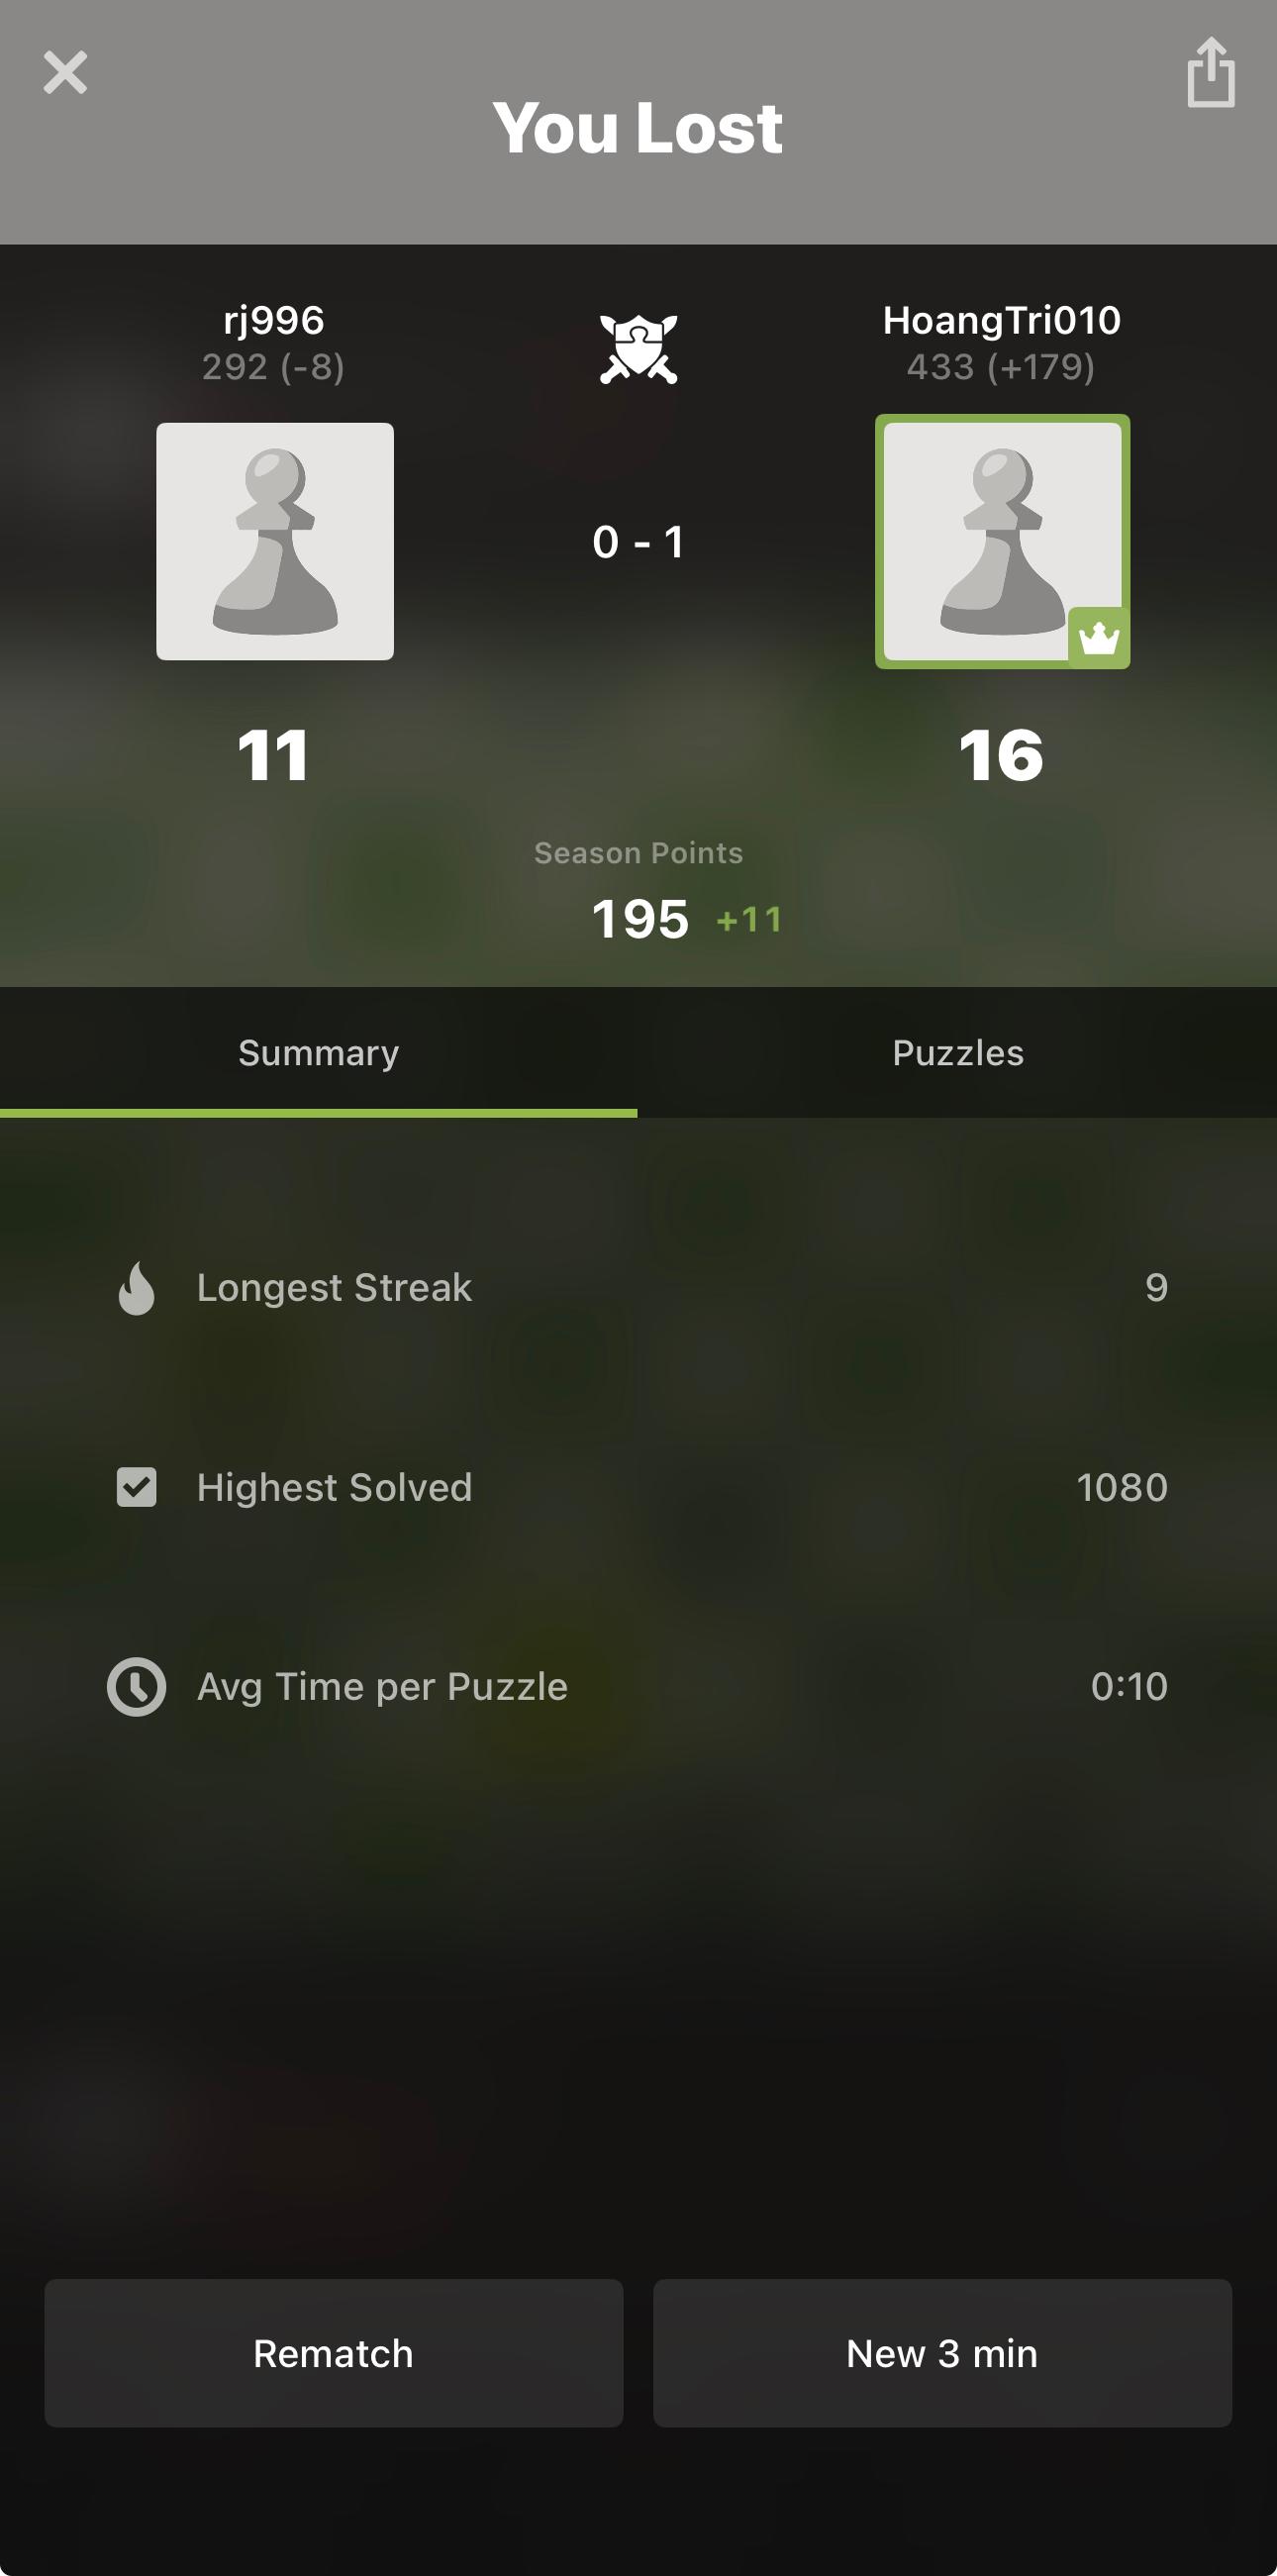 You Lost
rj996
292 (-8)
HoangTri010
433 (+179)
0 - 1
11
16
Season Points
195 +11
Summary
Puzzles
Longest Streak
9
Highest Solved
1080
Avg Time per Puzzle
0:10
Rematch
New 3 min